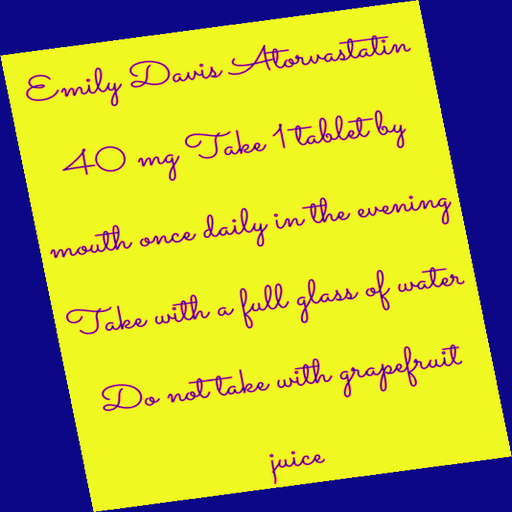 Emily Davis Atorvastatin
40 mg Take 1 tablet by
mouth once daily in the evening
Take with a full glass of water
Do not take with grapefruit
juice